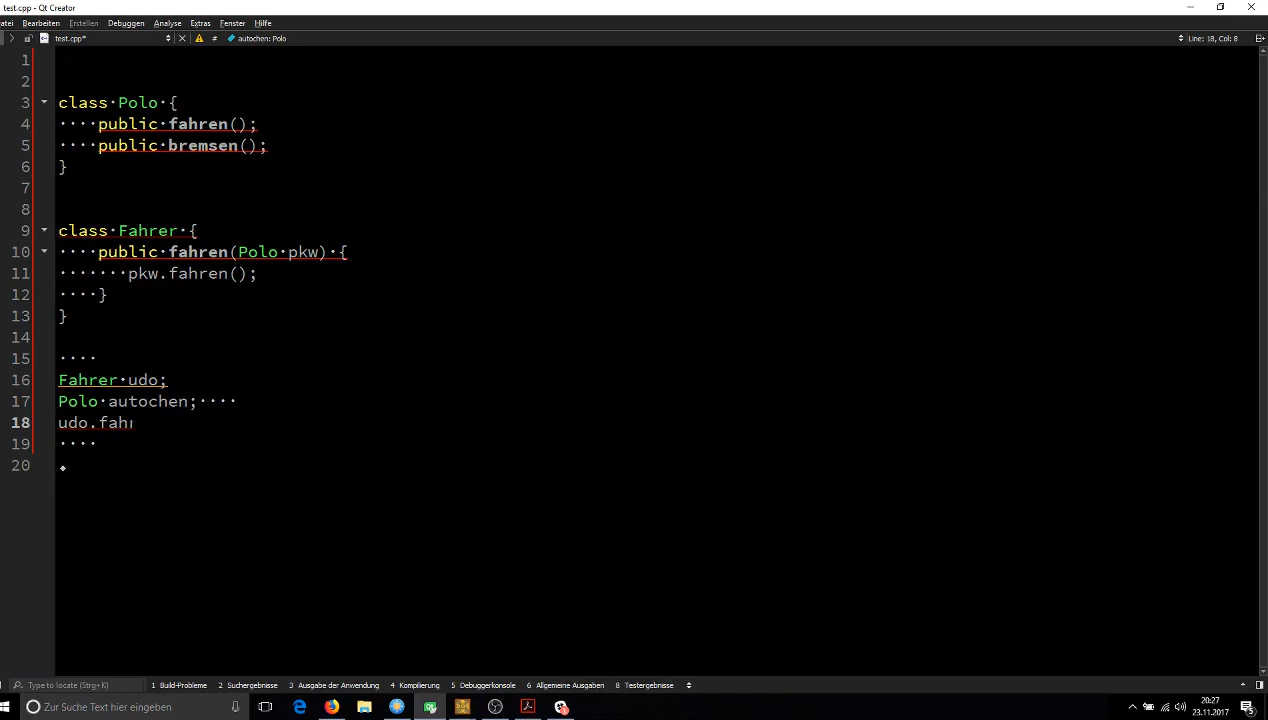 test.cpp - Qt Creator
atei Bearbeiten Erstellen Debuggen Analyse Extras Fenster Hilfe
test.cpp* # autochen: Polo Line: 18, Col: 8
1
2
3 class Polo {
4 public fahren();
5 public bremsen();
6 }
7
8
9 class Fahrer {
10 public fahren(Polo pkw) {
11 pkw.fahren();
12 }
13 }
14
15
16 Fahrer udo;
17 Polo autochen;
18 udo.fahr
19
20
Type to locate (Strg+K) 1 Build-Probleme 2 Suchergebnisse 3 Ausgabe der Anwendung 4 Kompilierung 5 Debuggerkonsole 6 Allgemeine Ausgaben 8 Testergebnisse
Zur Suche Text hier eingeben 20:27
23.11.2017